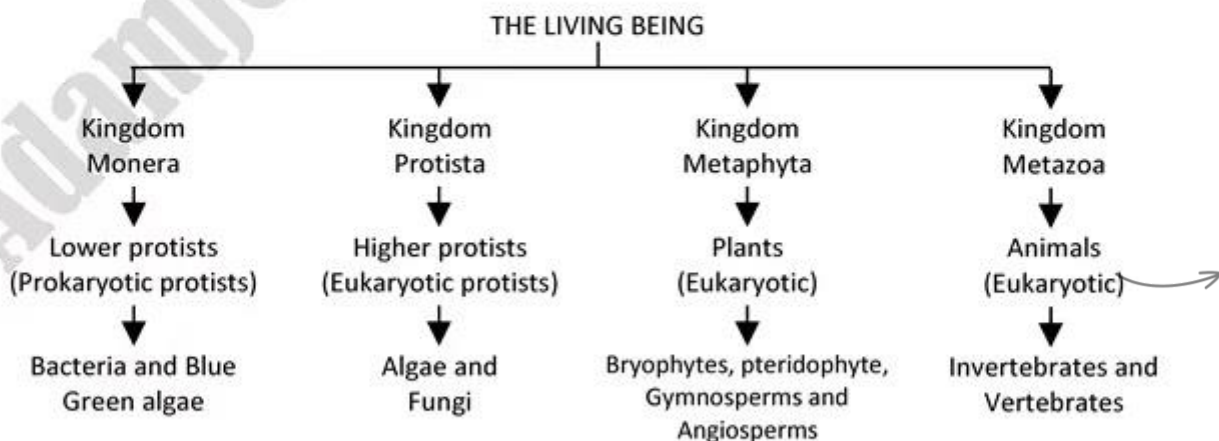 THE LIVING BEING
Kingdom
Monera
Kingdom
Protista
Kingdom
Metaphyta
Kingdom
Metazoa
Lower protists
(Prokaryotic protists)
Higher protists
(Eukaryotic protists)
Plants
(Eukaryotic)
Animals
(Eukaryotic)
Bacteria and Blue
Green algae
Algae and
Fungi
Bryophytes, pteridophyte,
Gymnosperms and
Angiosperms
Invertebrates and
Vertebrates